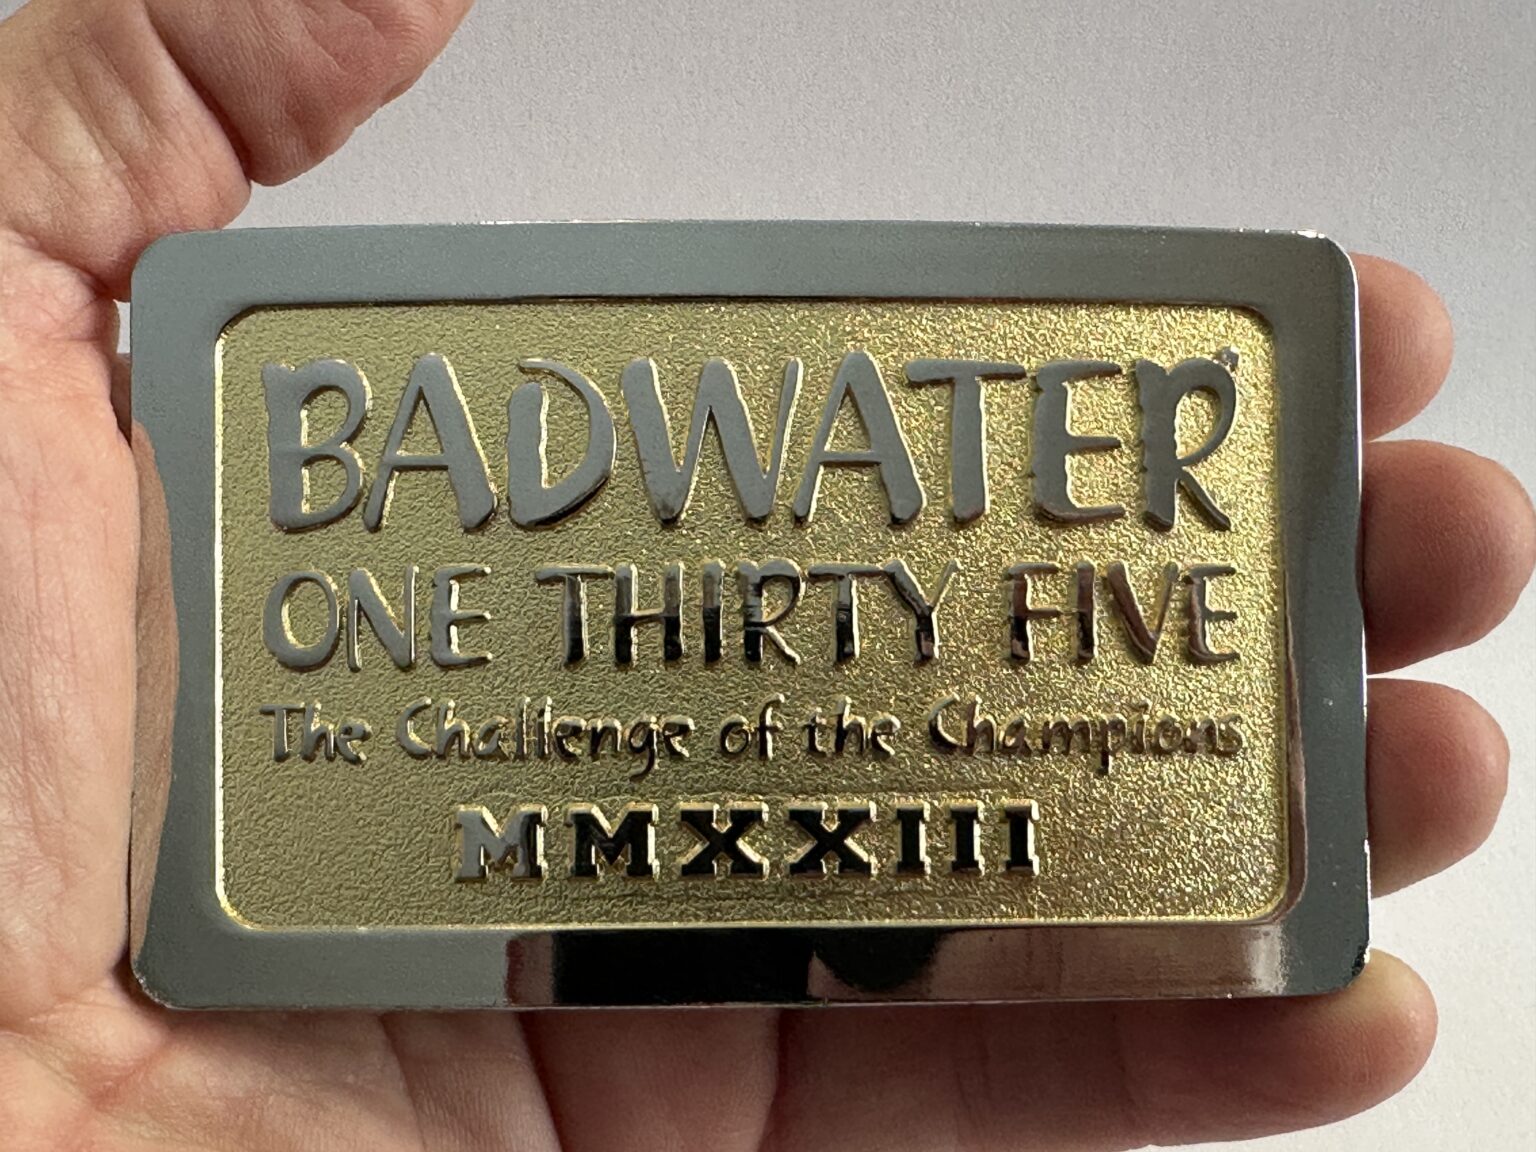 BADWATER®
ONE THIRTY FIVE
The Challenge of the Champions
MMXXIII